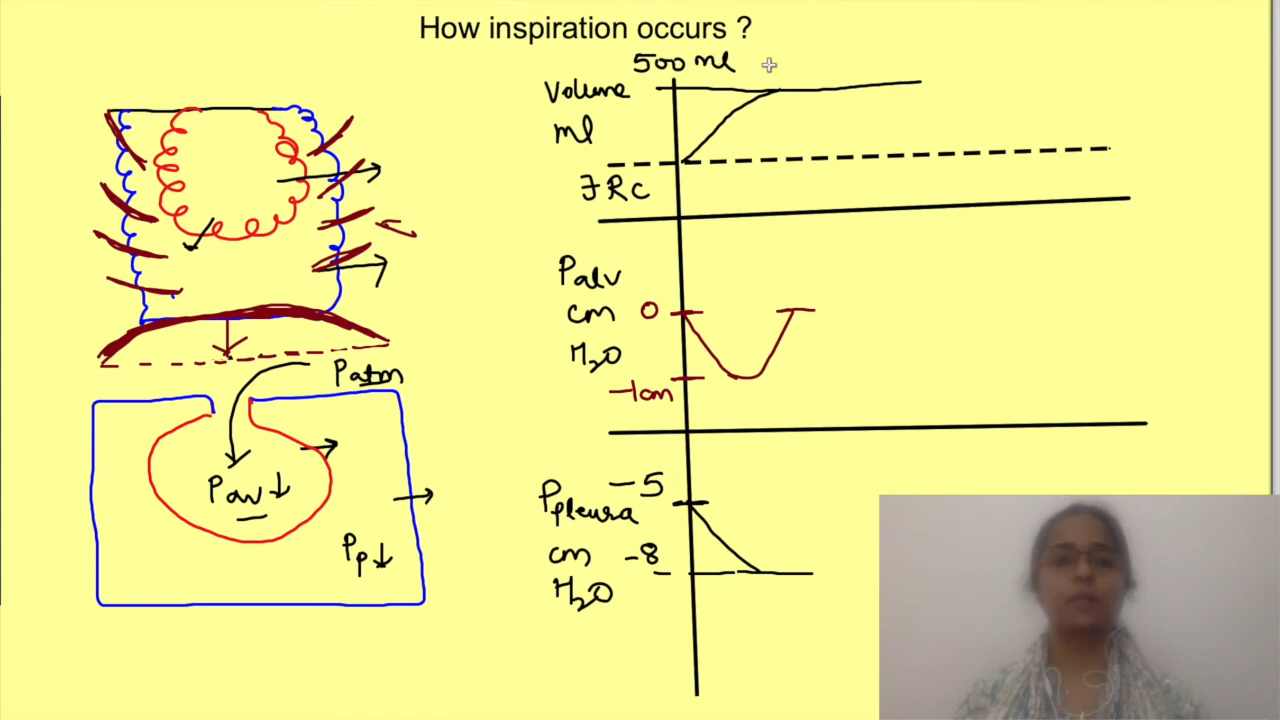 How inspiration occurs ?
500 ml
Volume
ml
FRC
Palv
cm
H2O
0
-1cm
Patm
Palv↓
Pp↓
Ppleura
cm
H2O
-5
-8